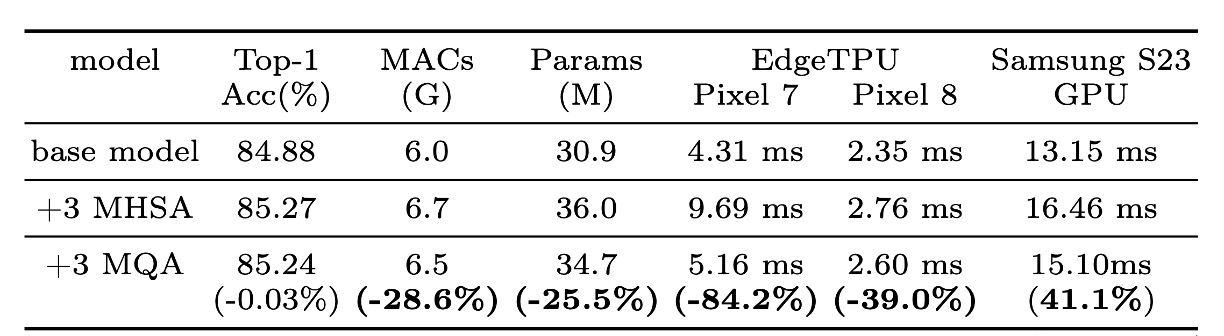 model Top-1 MACs Params EdgeTPU Samsung S23
Acc(%) (G) (M) Pixel 7 Pixel 8 GPU
base model 84.88 6.0 30.9 4.31 ms 2.35 ms 13.15 ms
+3 MHSA 85.27 6.7 36.0 9.69 ms 2.76 ms 16.46 ms
+3 MQA 85.24 6.5 34.7 5.16 ms 2.60 ms 15.10ms
(-0.03%) (-28.6%) (-25.5%) (-84.2%) (-39.0%) (41.1%)